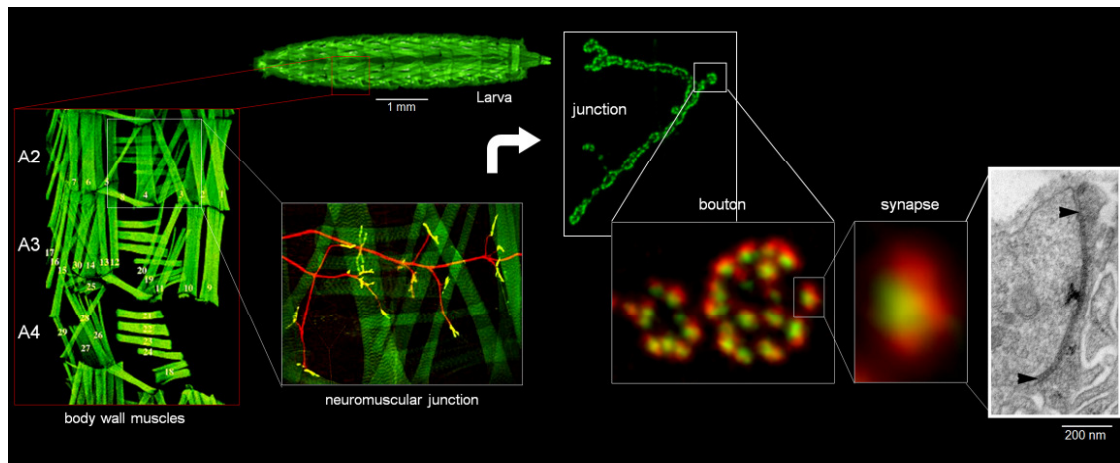 Larva
1 mm
junction
A2
7 6 5 4 3 2 1
bouton
synapse
A3
17
16
15 30 14 13 12
20
19
11 10 9
25
A4
28
29 26
27
21
22
23
24
18
neuromuscular junction
body wall muscles
200 nm